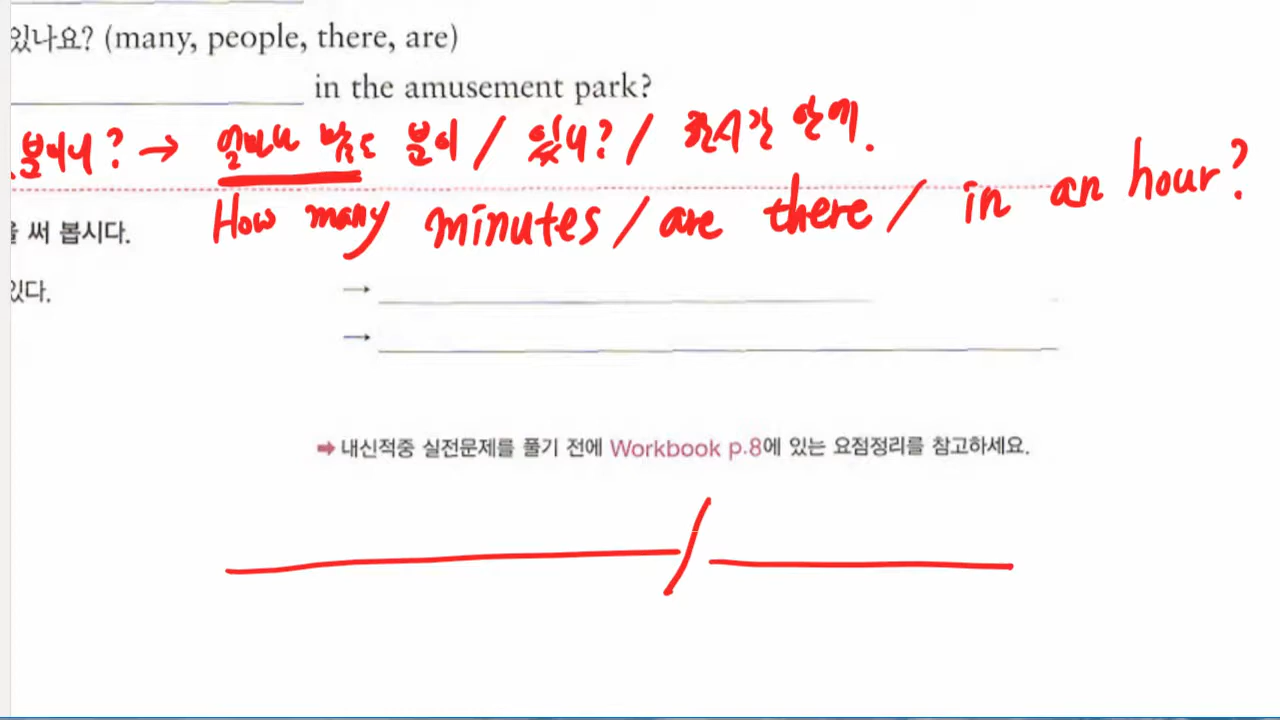 있나요? (many, people, there, are)
in the amusement park?
분이니? → 얼마나 많은 분이 / 있니? / 한시간 안에.
How many minutes / are there / in an hour?
써 봅시다.
있다. →
→
➡ 내신적중 실전문제를 풀기 전에 Workbook p.8에 있는 요점정리를 참고하세요.